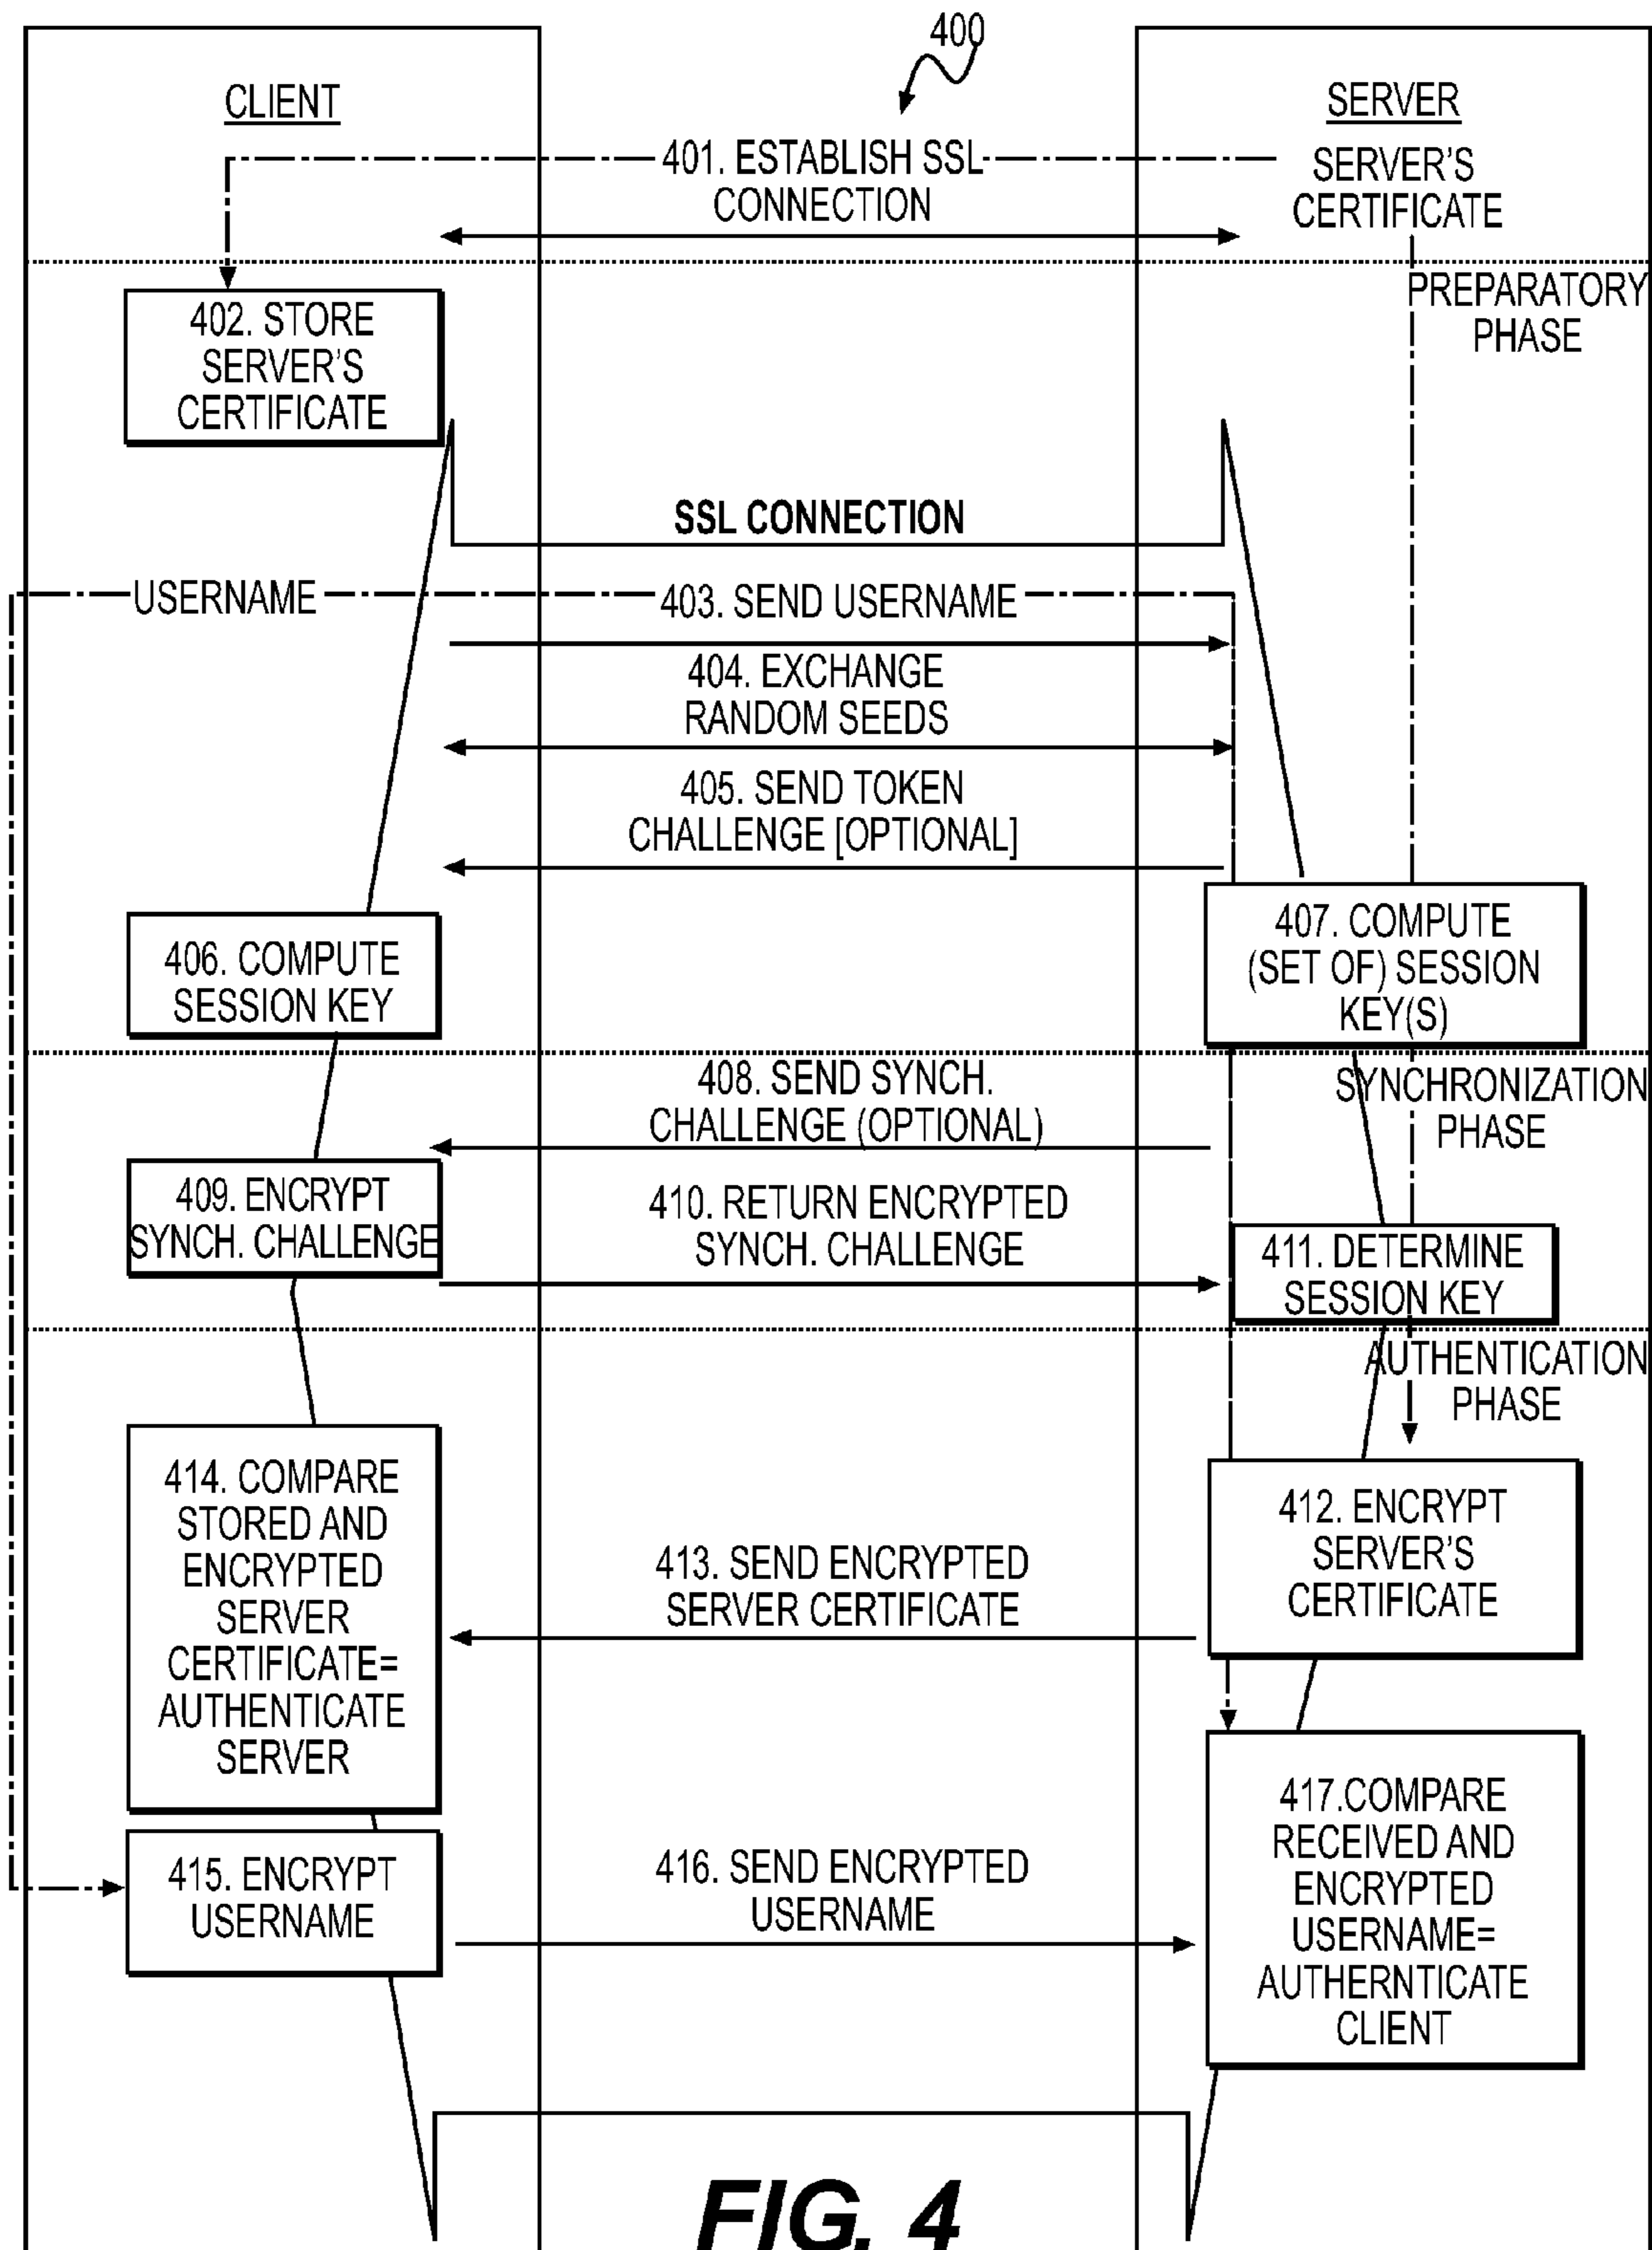 400
CLIENT
SERVER
401. ESTABLISH SSL
CONNECTION
SERVER'S
CERTIFICATE
PREPARATORY
PHASE
402. STORE
SERVER'S
CERTIFICATE
SSL CONNECTION
USERNAME
403. SEND USERNAME
404. EXCHANGE
RANDOM SEEDS
405. SEND TOKEN
CHALLENGE [OPTIONAL]
406. COMPUTE
SESSION KEY
407. COMPUTE
(SET OF) SESSION
KEY(S)
408. SEND SYNCH.
CHALLENGE (OPTIONAL)
SYNCHRONIZATION
PHASE
409. ENCRYPT
SYNCH. CHALLENGE
410. RETURN ENCRYPTED
SYNCH. CHALLENGE
411. DETERMINE
SESSION KEY
AUTHENTICATION
PHASE
414. COMPARE
STORED AND
ENCRYPTED
SERVER
CERTIFICATE=
AUTHENTICATE
SERVER
413. SEND ENCRYPTED
SERVER CERTIFICATE
412. ENCRYPT
SERVER'S
CERTIFICATE
415. ENCRYPT
USERNAME
416. SEND ENCRYPTED
USERNAME
417.COMPARE
RECEIVED AND
ENCRYPTED
USERNAME=
AUTHERNTICATE
CLIENT
FIG. 4